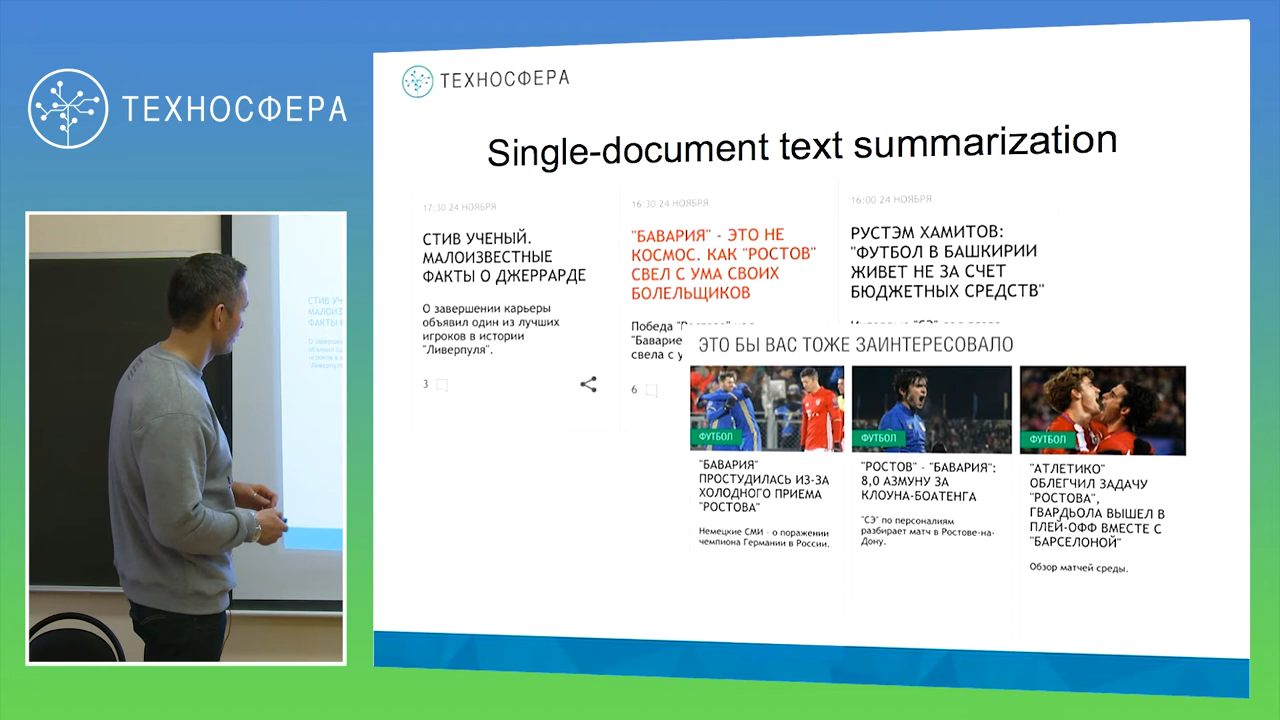 ТЕХНОСФЕРА
ТЕХНОСФЕРА
Single-document text summarization
17:30 24 НОЯБРЯ
СТИВ УЧЕНЫЙ.
МАЛОИЗВЕСТНЫЕ
ФАКТЫ О ДЖЕРРАРДЕ
О завершении карьеры
объявил один из лучших
игроков в истории
"Ливерпуля".
3
16:30 24 НОЯБРЯ
"БАВАРИЯ" - ЭТО НЕ
КОСМОС. КАК "РОСТОВ"
СВЕЛ С УМА СВОИХ
БОЛЕЛЬЩИКОВ
Победа
"Баварие
свела с у
6
16:00 24 НОЯБРЯ
РУСТЭМ ХАМИТОВ:
"ФУТБОЛ В БАШКИРИИ
ЖИВЕТ НЕ ЗА СЧЕТ
БЮДЖЕТНЫХ СРЕДСТВ"
ЭТО БЫ ВАС ТОЖЕ ЗАИНТЕРЕСОВАЛО
ФУТБОЛ
"БАВАРИЯ"
ПРОСТУДИЛАСЬ ИЗ-ЗА
ХОЛОДНОГО ПРИЕМА
"РОСТОВА"
Немецкие СМИ - о поражении
чемпиона Германии в России.
ФУТБОЛ
"РОСТОВ" - "БАВАРИЯ":
8,0 АЗМУНУ ЗА
КЛОУНА-БОАТЕНГА
"СЭ" по персоналиям
разбирает матч в Ростове-на-
Дону.
ФУТБОЛ
"АТЛЕТИКО"
ОБЛЕГЧИЛ ЗАДАЧУ
"РОСТОВА",
ГВАРДЬОЛА ВЫШЕЛ В
ПЛЕЙ-ОФФ ВМЕСТЕ С
"БАРСЕЛОНОЙ"
Обзор матчей среды.